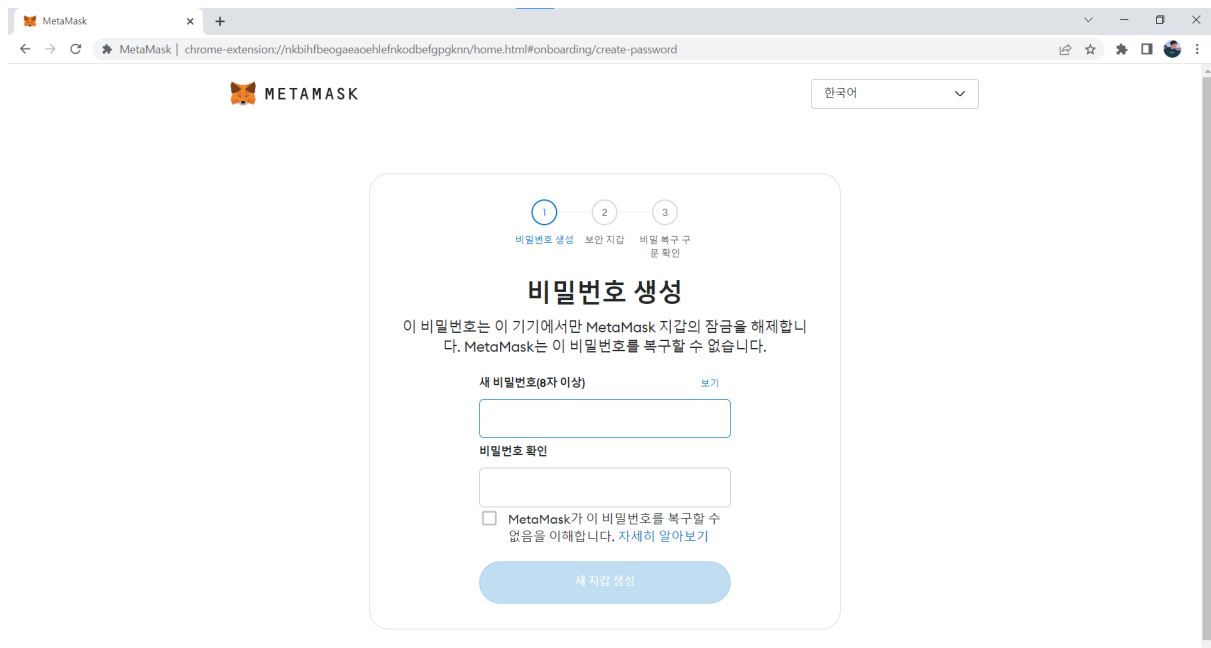 MetaMask
MetaMask | chrome-extension://nkbihfbeogaeaoehlefnkodbefgpgknn/home.html#onboarding/create-password
METAMASK
한국어
1 2 3
비밀번호 생성 보안 지갑 비밀 복구 구
문 확인
비밀번호 생성
이 비밀번호는 이 기기에서만 MetaMask 지갑의 잠금을 해제합니
다. MetaMask는 이 비밀번호를 복구할 수 없습니다.
새 비밀번호(8자 이상) 보기
비밀번호 확인
MetaMask가 이 비밀번호를 복구할 수
없음을 이해합니다. 자세히 알아보기
새 지갑 생성